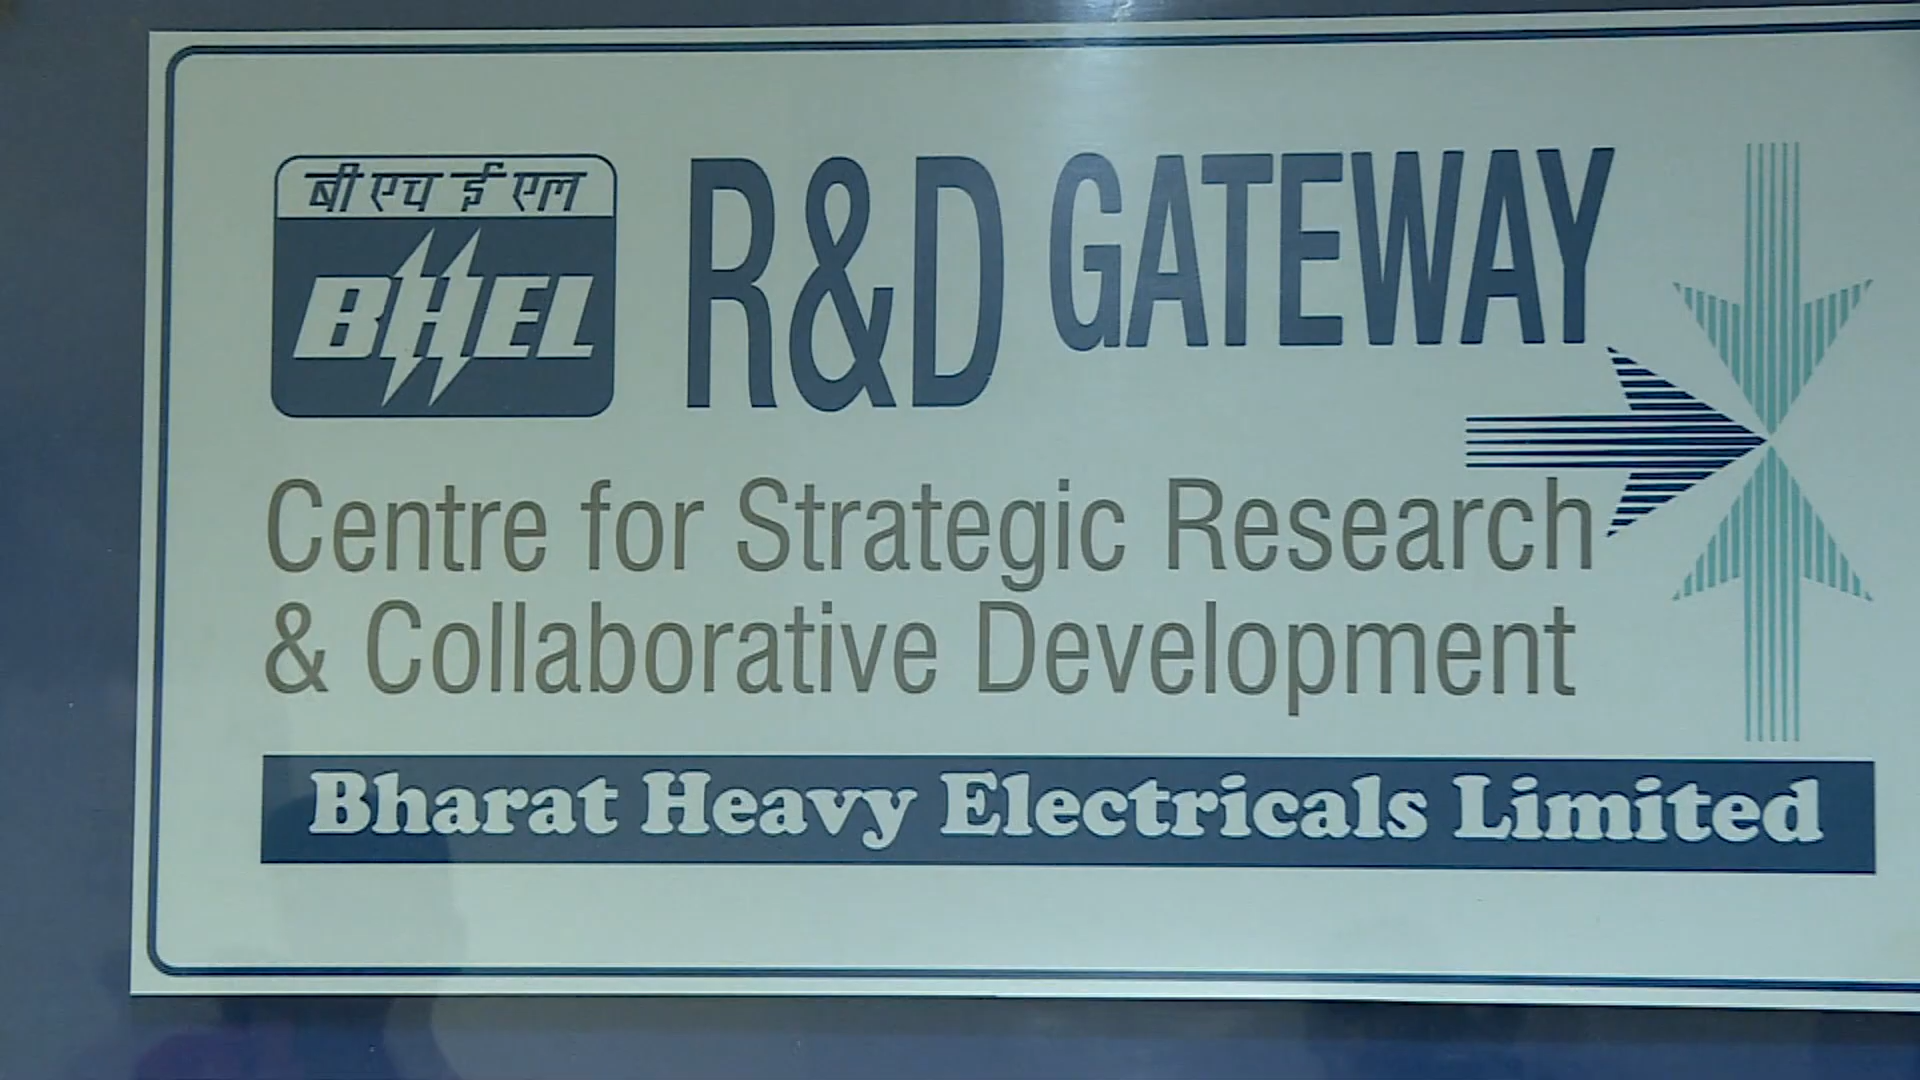 बी एच ई एल
BHEL
R&D GATEWAY
Centre for Strategic Research
& Collaborative Development
Bharat Heavy Electricals Limited